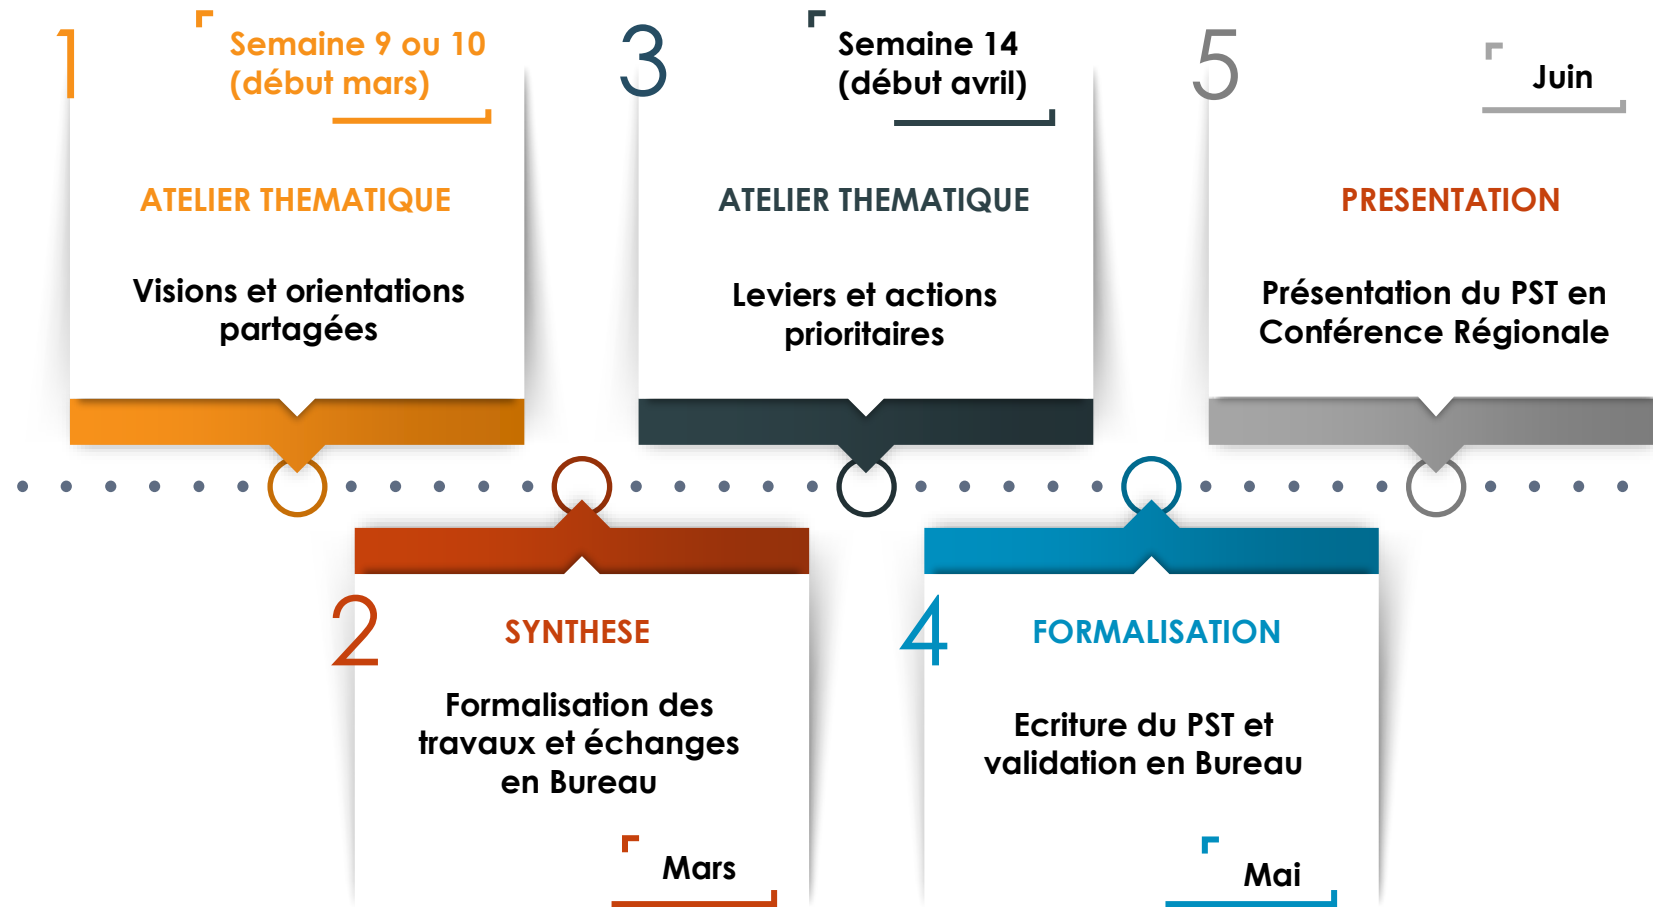 1
Semaine 9 ou 10
(début mars)
ATELIER THEMATIQUE
Visions et orientations
partagées
2
SYNTHESE
Formalisation des
travaux et échanges
en Bureau
Mars
3
Semaine 14
(début avril)
ATELIER THEMATIQUE
Leviers et actions
prioritaires
4
FORMALISATION
Ecriture du PST et
validation en Bureau
Mai
5
Juin
PRESENTATION
Présentation du PST en
Conférence Régionale